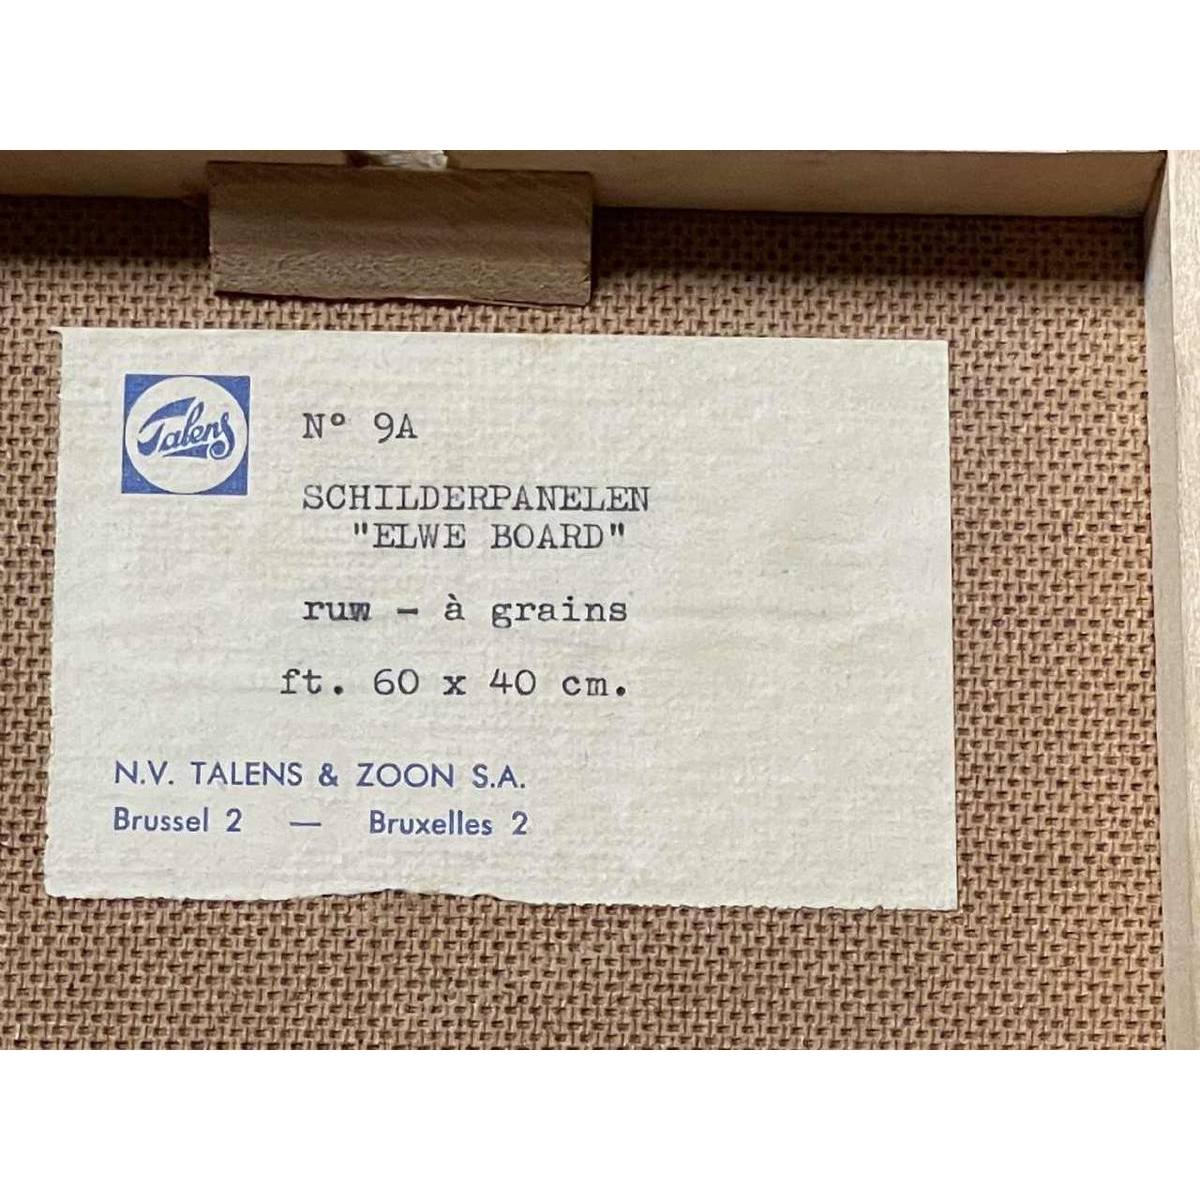 Talens
N° 9A
SCHILDERPANELEN
"ELWE BOARD"
ruw - à grains
ft. 60 x 40 cm.
N.V. TALENS & ZOON S.A.
Brussel 2 — Bruxelles 2